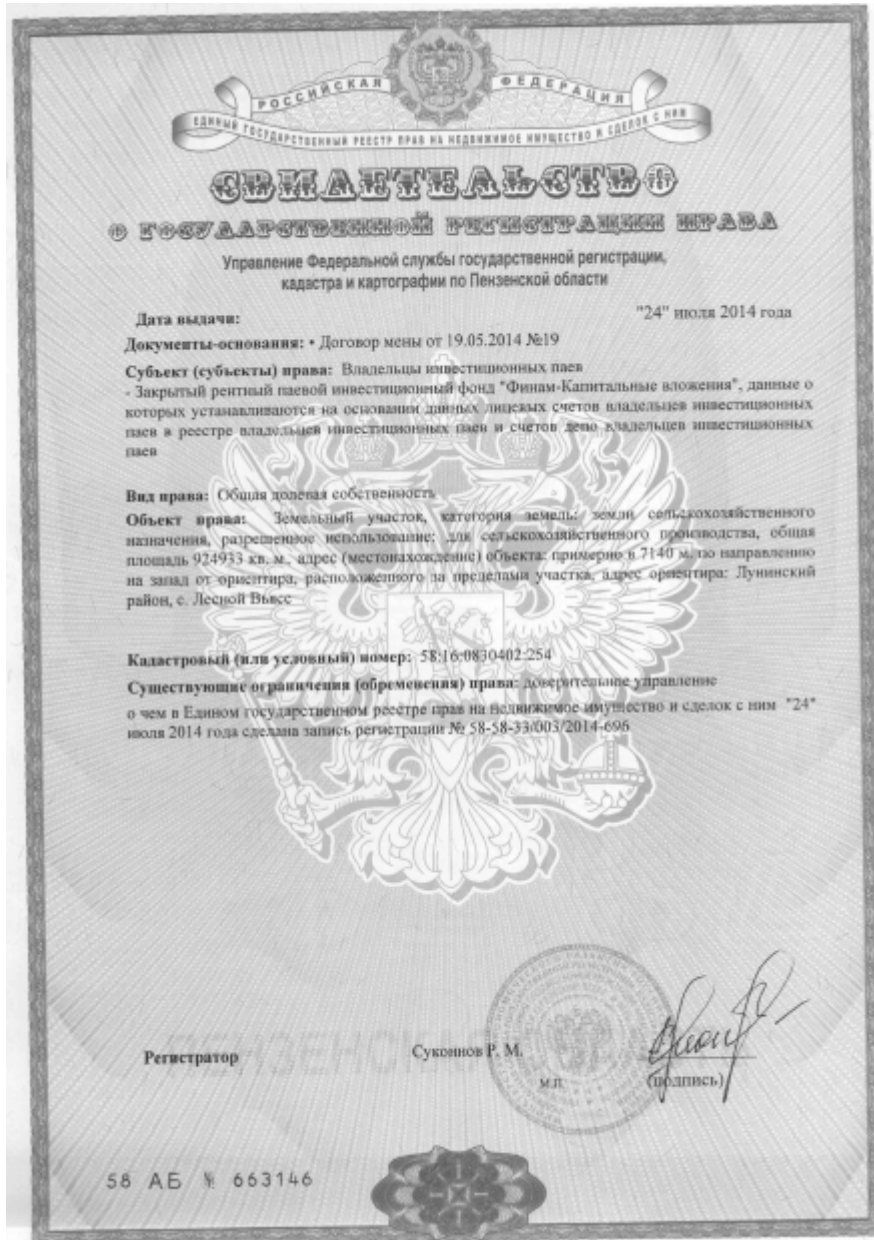 РОССИЙСКАЯ ФЕДЕРАЦИЯ
ЕДИНЫЙ ГОСУДАРСТВЕННЫЙ РЕЕСТР ПРАВ НА НЕДВИЖИМОЕ ИМУЩЕСТВО И СДЕЛОК С НИМ
СВИДЕТЕЛЬСТВО
О ГОСУДАРСТВЕННОЙ РЕГИСТРАЦИИ ПРАВА
Управление Федеральной службы государственной регистрации,
кадастра и картографии по Пензенской области
Дата выдачи: "24" июля 2014 года
Документы-основания: • Договор мены от 19.05.2014 №19
Субъект (субъекты) права: Владельцы инвестиционных паев
- Закрытый рентный паевой инвестиционный фонд "Финам-Капитальные вложения", данные о
которых устанавливаются на основании данных лицевых счетов владельцев инвестиционных
паев в реестре владельцев инвестиционных паев и счетов депо владельцев инвестиционных
паев
Вид права: Общая долевая собственность
Объект права: Земельный участок, категория земель: земли сельскохозяйственного
назначения, разрешенное использование: для сельскохозяйственного производства, общая
площадь 924933 кв. м., адрес (местонахождение) объекта: примерно в 7140 м, по направлению
на запад от ориентира, расположенного за пределами участка, адрес ориентира: Лунинский
район, с. Лесной Вьясс
Кадастровый (или условный) номер: 58:16:0830402:254
Существующие ограничения (обременения) права: доверительное управление
о чем в Едином государственном реестре прав на недвижимое имущество и сделок с ним "24"
июля 2014 года сделана запись регистрации № 58-58-33/003/2014-696
Регистратор Суконнов Р. М.
М.П. (подпись)
58 АБ № 663146